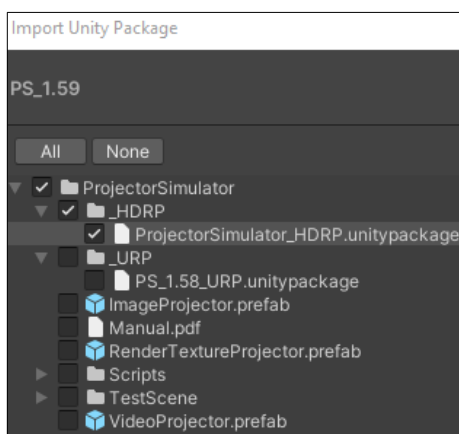 Import Unity Package
PS_1.59
All None
ProjectorSimulator
_HDRP
ProjectorSimulator_HDRP.unitypackage
_URP
PS_1.58_URP.unitypackage
ImageProjector.prefab
Manual.pdf
RenderTextureProjector.prefab
Scripts
TestScene
VideoProjector.prefab